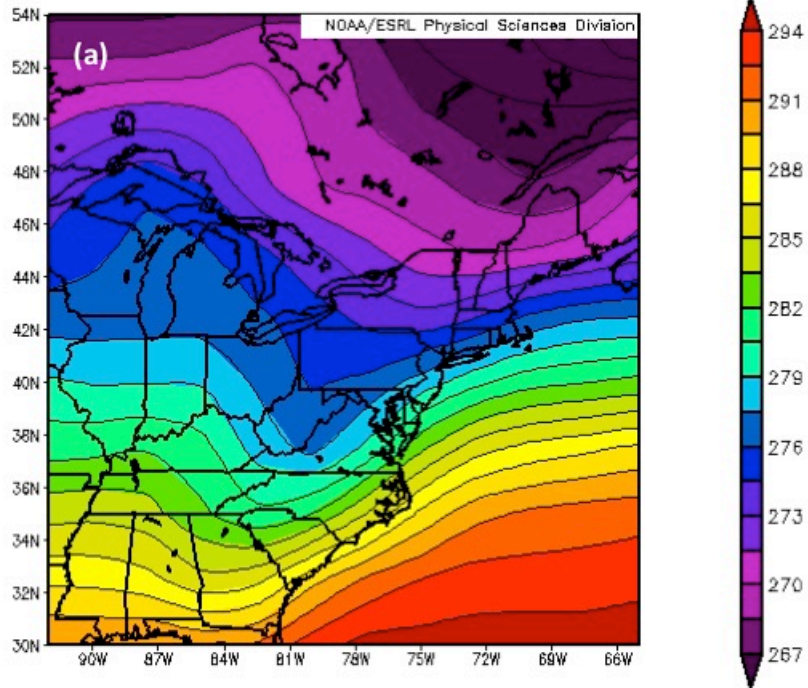 54N
NOAA/ESRL Physical Sciences Division
(a)
52N
50N
48N
46N
44N
42N
40N
38N
36N
34N
32N
30N
90W 87W 84W 81W 78W 75W 72W 69W 66W
294
291
288
285
282
279
276
273
270
267